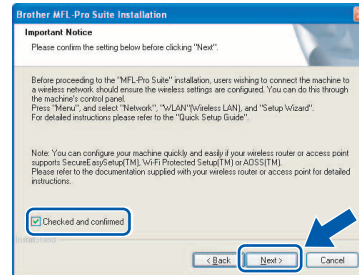 Brother MFL-Pro Suite Installation
Important Notice
Please confirm the setting below before clicking "Next".
Before proceeding to the "MFL-Pro Suite" installation, users wishing to connect the machine to
a wireless network should ensure the wireless settings are configured. You can do this through
the machine's control panel.
Press "Menu", and select "Network", "WLAN"(Wireless LAN), and "Setup Wizard".
For detailed instructions please refer to the "Quick Setup Guide".
Note: You can configure your machine quickly and easily if your wireless router or access point
supports SecureEasySetup(TM), Wi-Fi Protected Setup(TM) or AOSS(TM).
Please refer to the documentation supplied with your wireless router or access point for detailed
instructions.
Checked and confirmed
< Back Next > Cancel